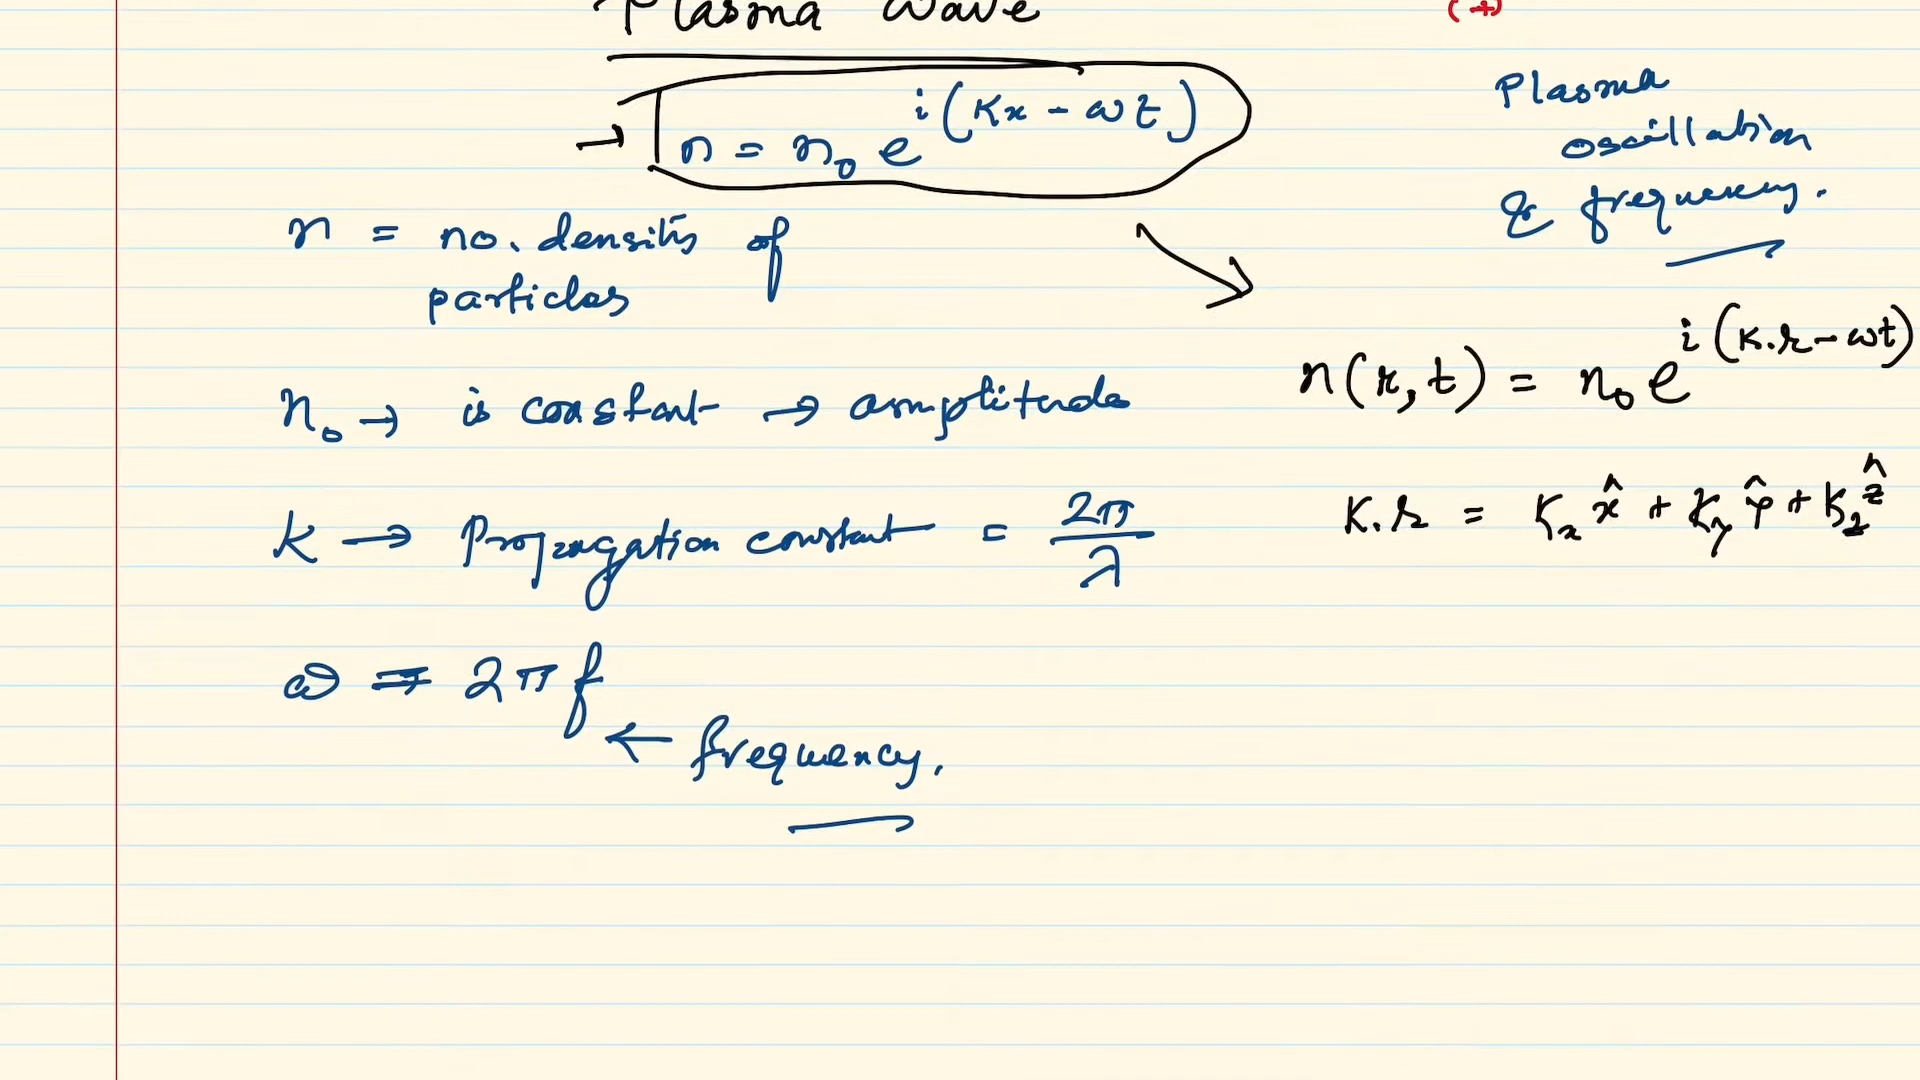 Plasma Wave
(+)
→ n = n₀ e^{i(Kx - ωt)}
Plasma
oscillation
& frequency.
n = no. density of
particles
n(r,t) = n₀ e^{i(K.r - ωt)}
n₀ → is constant → amplitude
K.r = Kₓ x̂ + K_y ŷ + K_z ẑ
K → Propagation constant = 2π/λ
ω = 2πf
← frequency.